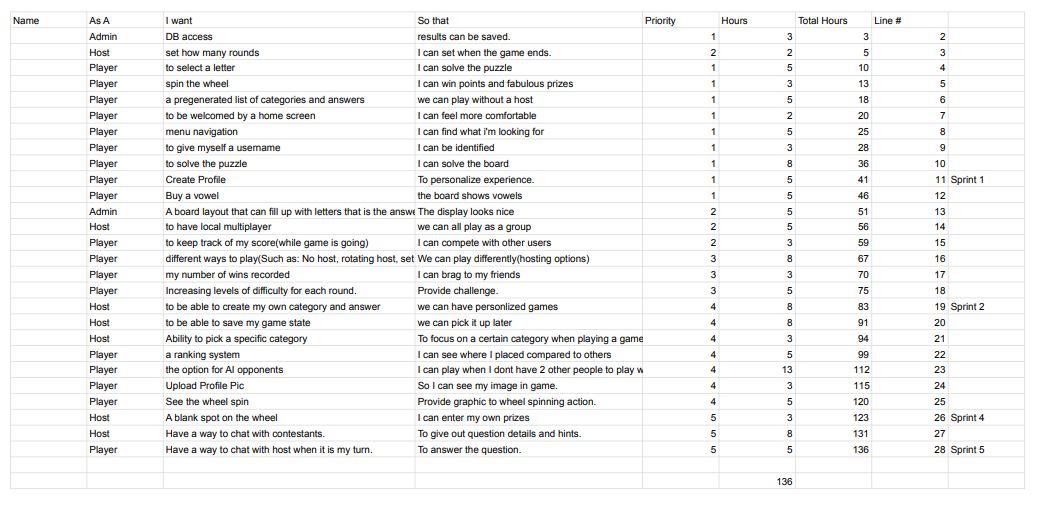 Name As A I want So that Priority Hours Total Hours Line #
Admin DB access results can be saved. 1 3 3 2
Host set how many rounds I can set when the game ends. 2 2 5 3
Player to select a letter I can solve the puzzle 1 5 10 4
Player spin the wheel I can win points and fabulous prizes 1 3 13 5
Player a pregenerated list of categories and answers we can play without a host 1 5 18 6
Player to be welcomed by a home screen I can feel more comfortable 1 2 20 7
Player menu navigation I can find what i'm looking for 1 5 25 8
Player to give myself a username I can be identified 1 3 28 9
Player to solve the puzzle I can solve the board 1 8 36 10
Player Create Profile To personalize experience. 1 5 41 11 Sprint 1
Player Buy a vowel the board shows vowels 1 5 46 12
Admin A board layout that can fill up with letters that is the answe The display looks nice 2 5 51 13
Host to have local multiplayer we can all play as a group 2 5 56 14
Player to keep track of my score(while game is going) I can compete with other users 2 3 59 15
Player different ways to play(Such as: No host, rotating host, set We can play differently(hosting options) 3 8 67 16
Player my number of wins recorded I can brag to my friends 3 3 70 17
Player Increasing levels of difficulty for each round. Provide challenge. 3 5 75 18
Host to be able to create my own category and answer we can have personlized games 4 8 83 19 Sprint 2
Host to be able to save my game state we can pick it up later 4 8 91 20
Host Ability to pick a specific category To focus on a certain category when playing a game 4 3 94 21
Player a ranking system I can see where I placed compared to others 4 5 99 22
Player the option for AI opponents I can play when I dont have 2 other people to play w 4 13 112 23
Player Upload Profile Pic So I can see my image in game. 4 3 115 24
Player See the wheel spin Provide graphic to wheel spinning action. 4 5 120 25
Host A blank spot on the wheel I can enter my own prizes 5 3 123 26 Sprint 4
Host Have a way to chat with contestants. To give out question details and hints. 5 8 131 27
Player Have a way to chat with host when it is my turn. To answer the question. 5 5 136 28 Sprint 5
136